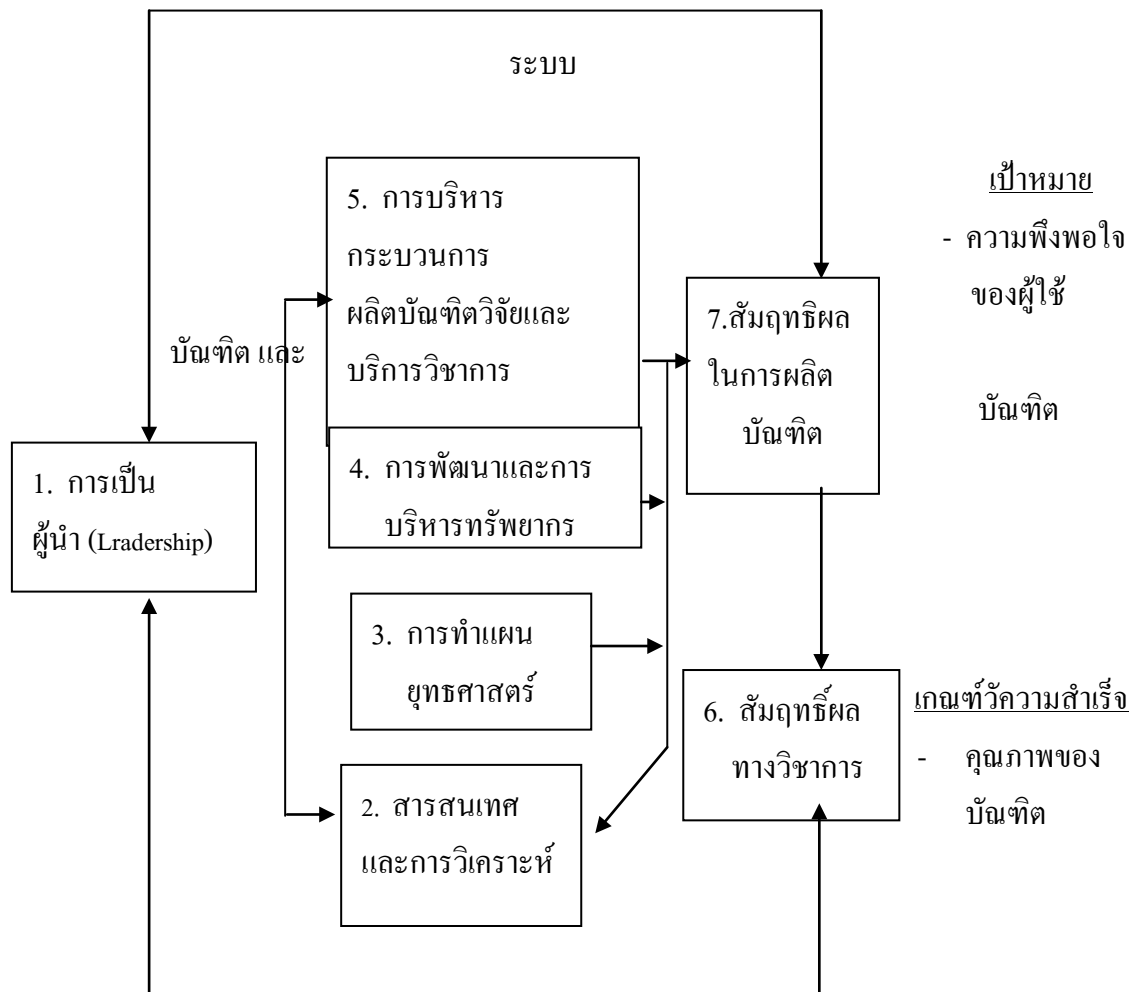 ระบบ
5. การบริหาร
กระบวนการ
ผลิตบัณฑิตวิจัยและ
บริการวิชาการ
บัณฑิต และ
1. การเป็น
ผู้นำ (Lradership)
4. การพัฒนาและการ
บริหารทรัพยากร
3. การทำแผน
ยุทธศาสตร์
2. สารสนเทศ
และการวิเคราะห์
7.สัมฤทธิผล
ในการผลิต
บัณฑิต
6. สัมฤทธิ์ผล
ทางวิชาการ
เป้าหมาย
- ความพึงพอใจ
ของผู้ใช้
บัณฑิต
เกณฑ์วัความสำเร็จ
- คุณภาพของ
บัณฑิต